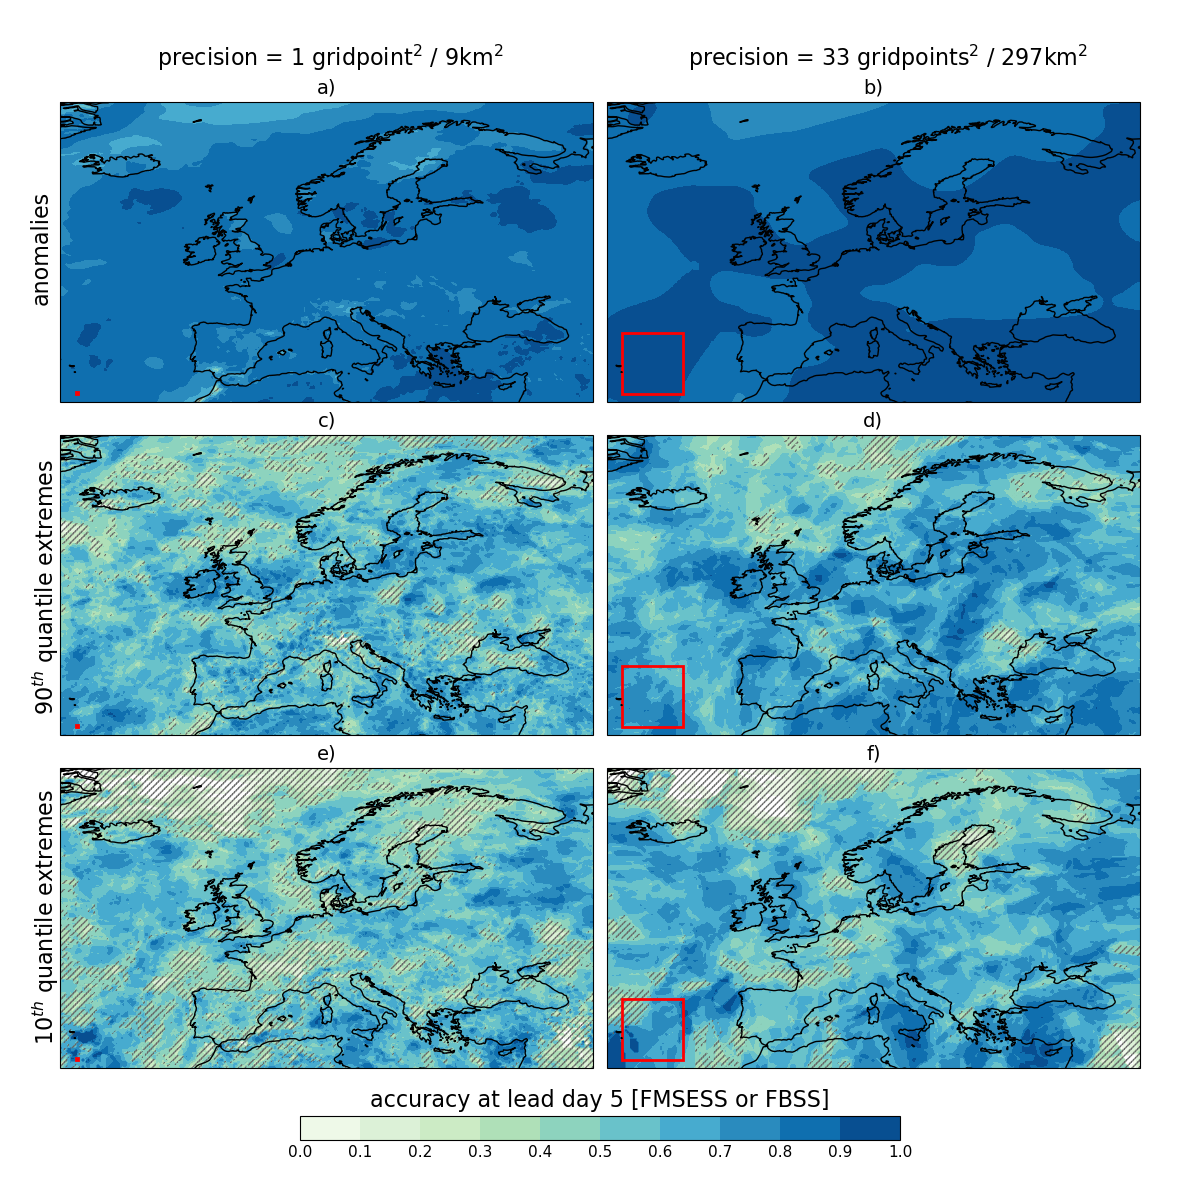 precision = 1 gridpoint² / 9km²
precision = 33 gridpoints² / 297km²
a)
b)
anomalies
c)
d)
90ᵗʰ quantile extremes
e)
f)
10ᵗʰ quantile extremes
accuracy at lead day 5 [FMSESS or FBSS]
0.0 0.1 0.2 0.3 0.4 0.5 0.6 0.7 0.8 0.9 1.0